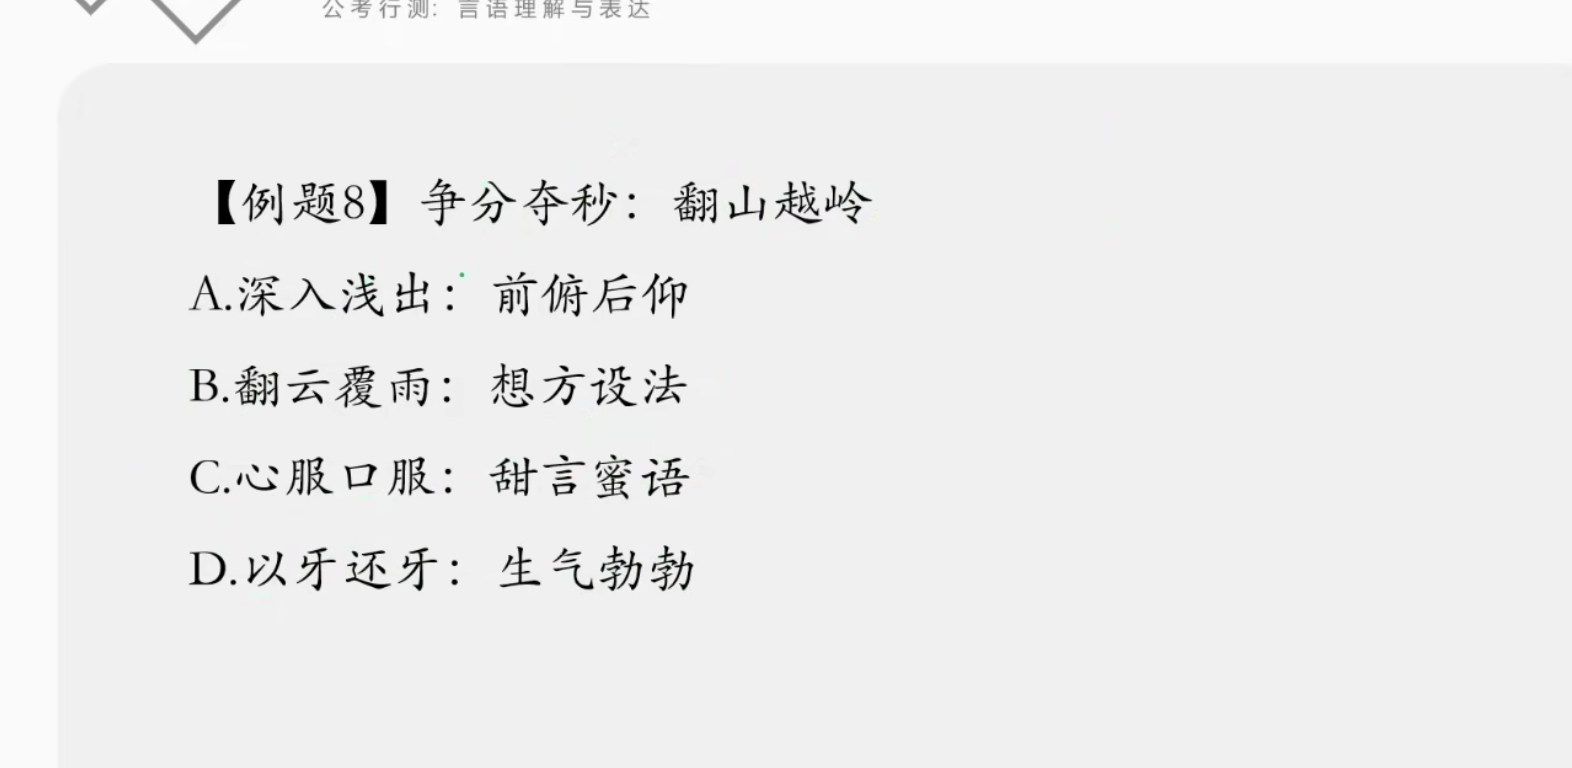 公考行测: 言语理解与表达
【例题8】争分夺秒：翻山越岭
A.深入浅出：前俯后仰
B.翻云覆雨：想方设法
C.心服口服：甜言蜜语
D.以牙还牙：生气勃勃